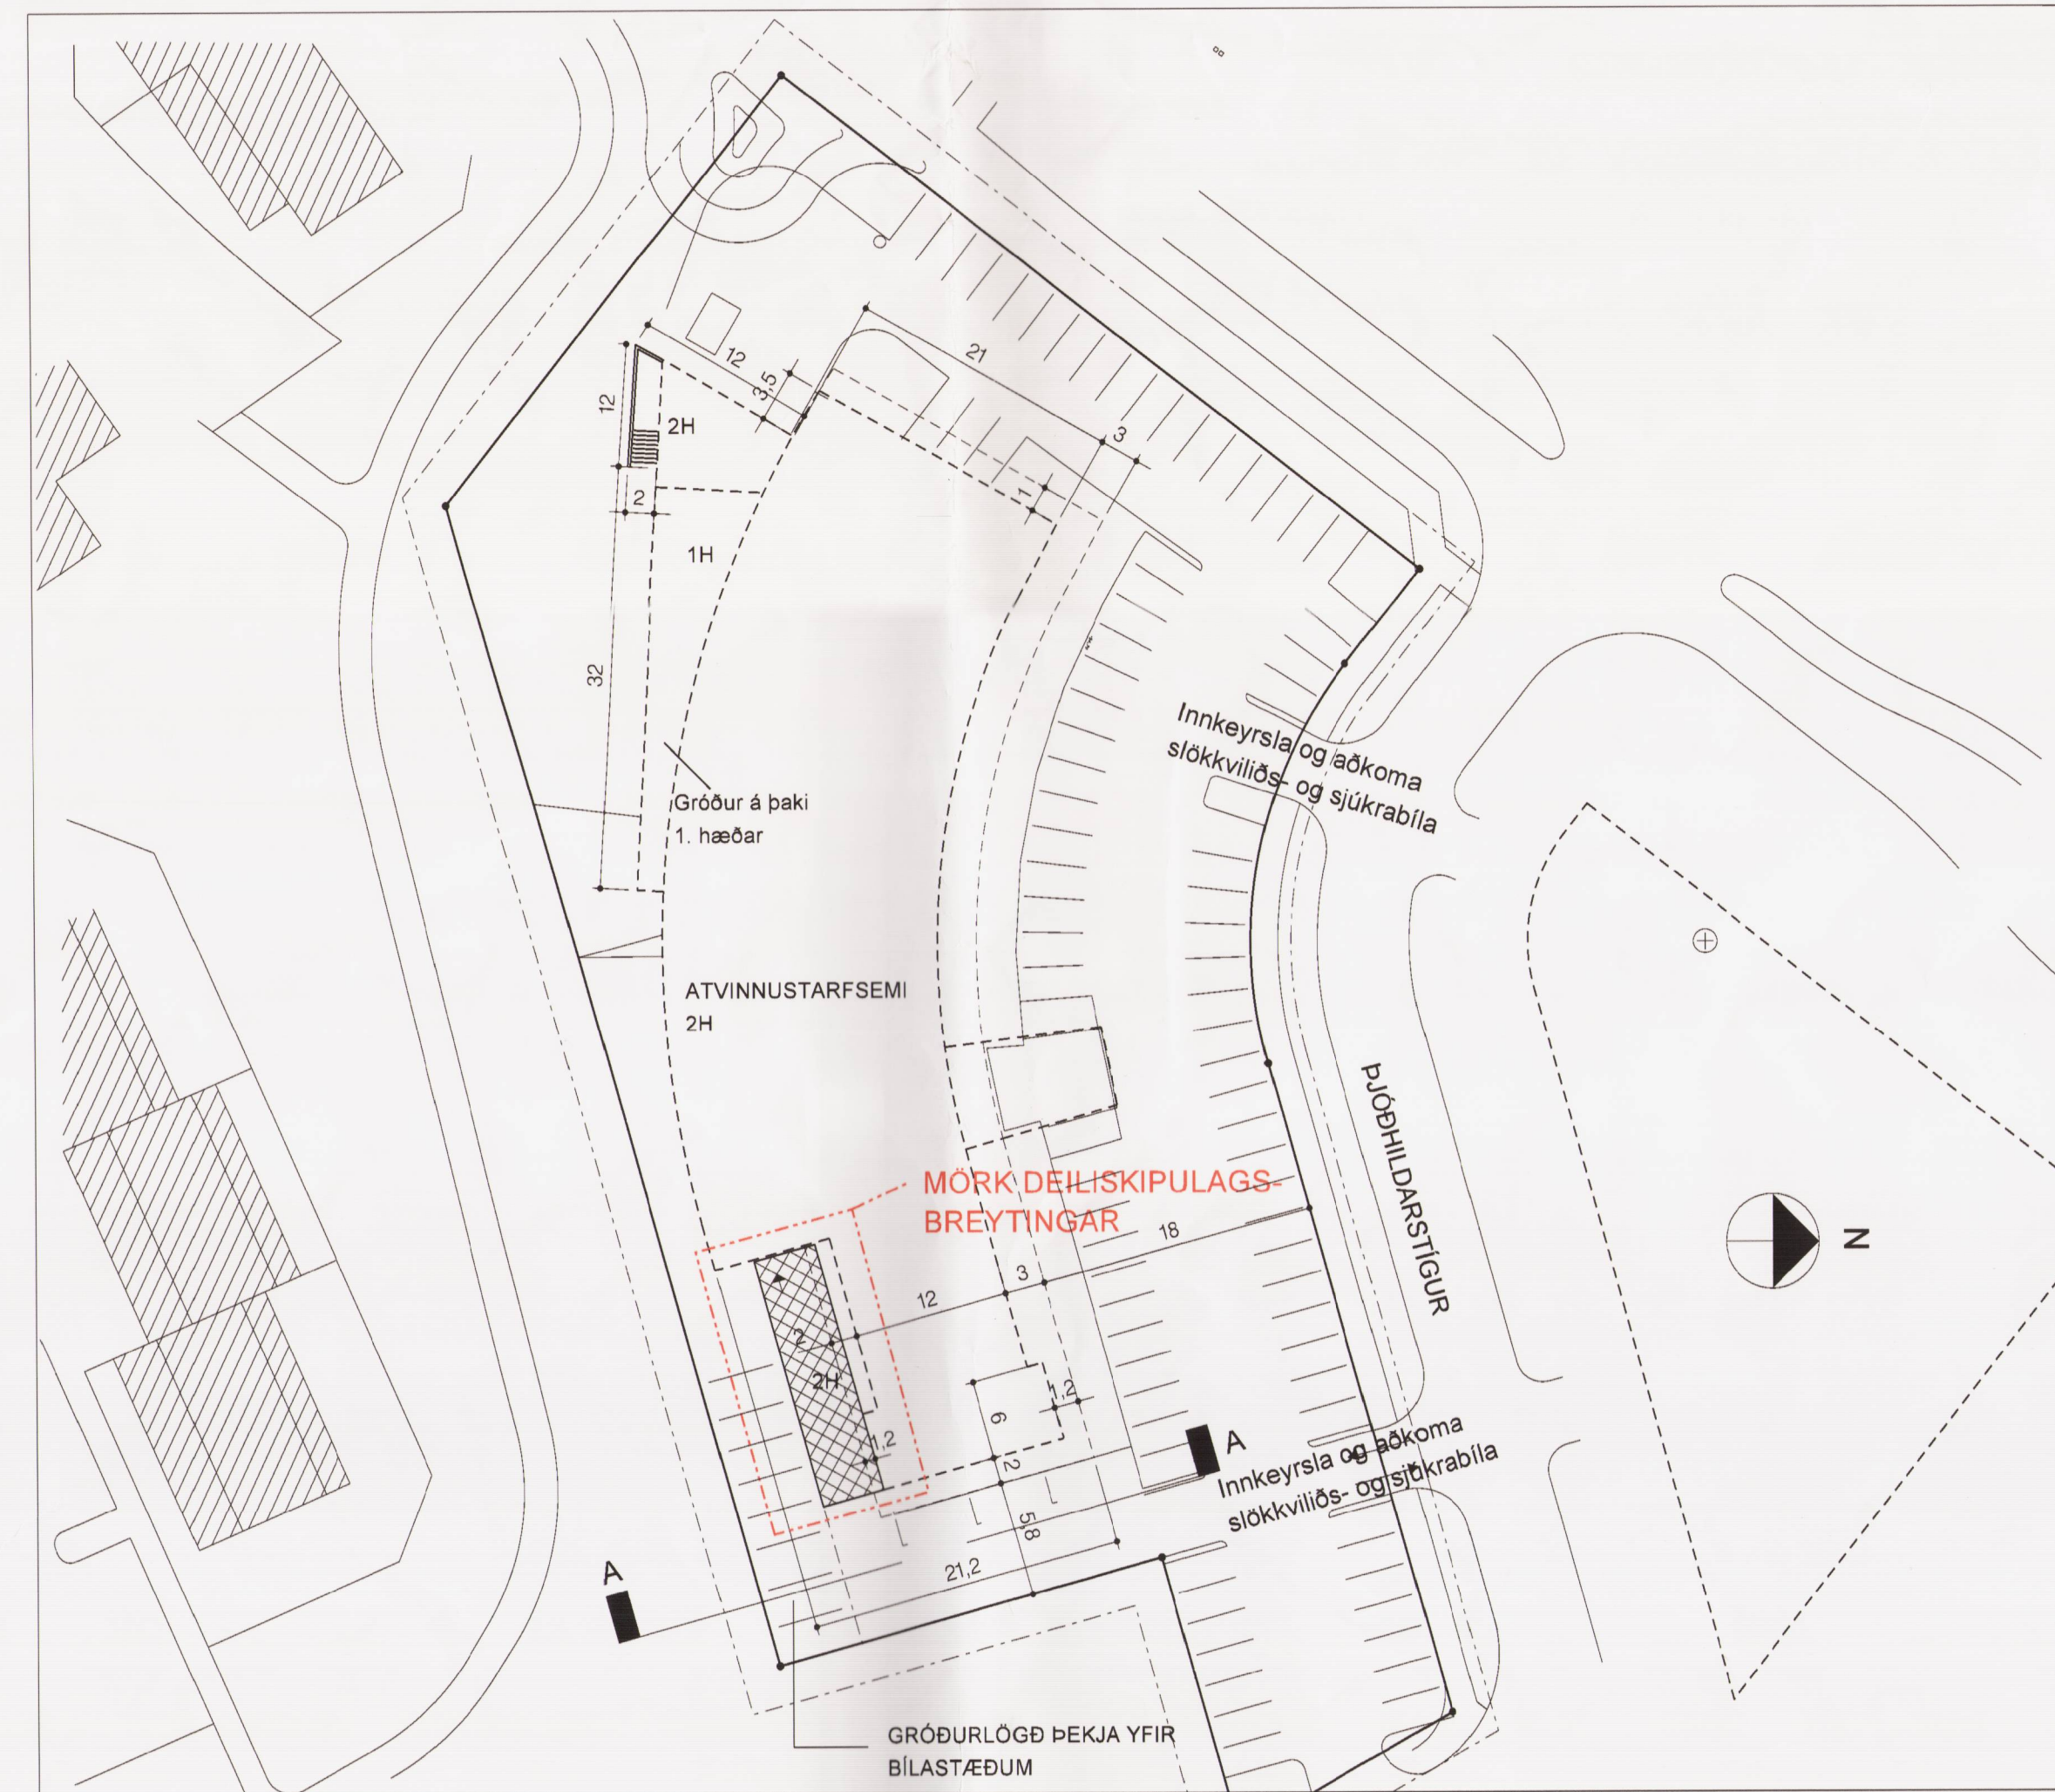 21
12
3,5
3
12
2H
2
1
1H
32
Innkeyrsla og aðkoma
slökkviliðs- og sjúkrabíla
Gróður á þaki
1. hæðar
ATVINNUSTARFSEMI
2H
ÞJÓÐHILDARSTÍGUR
MÖRK DEILISKIPULAGS-
BREYTINGAR
18
N
3
12
2
2H
1,2
6
1,2
2
A
Innkeyrsla og aðkoma
slökkviliðs- og sjúkrabíla
5,8
21,2
A
GRÓÐURLÖGÐ ÞEKJA YFIR
BÍLASTÆÐUM